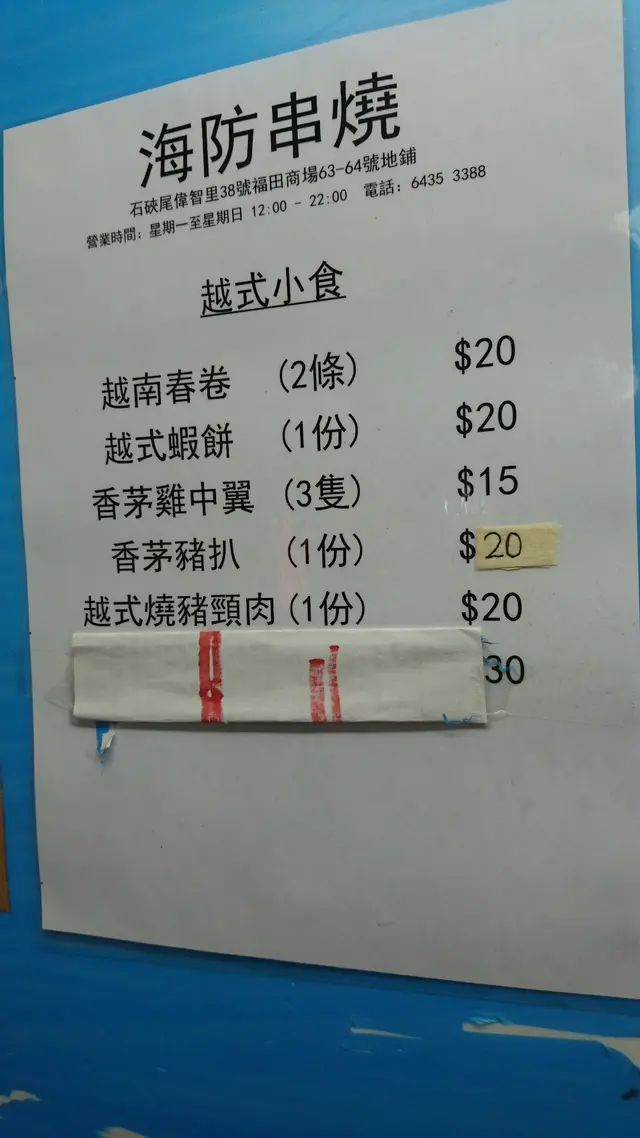 海防串燒
石硤尾偉智里38號福田商場63-64號地鋪
營業時間：星期一至星期日 12:00 - 22:00 電話：6435 3388
越式小食
越南春卷 (2條) $20
越式蝦餅 (1份) $20
香茅雞中翼 (3隻) $15
香茅豬扒 (1份) $20
越式燒豬頸肉 (1份) $20
30